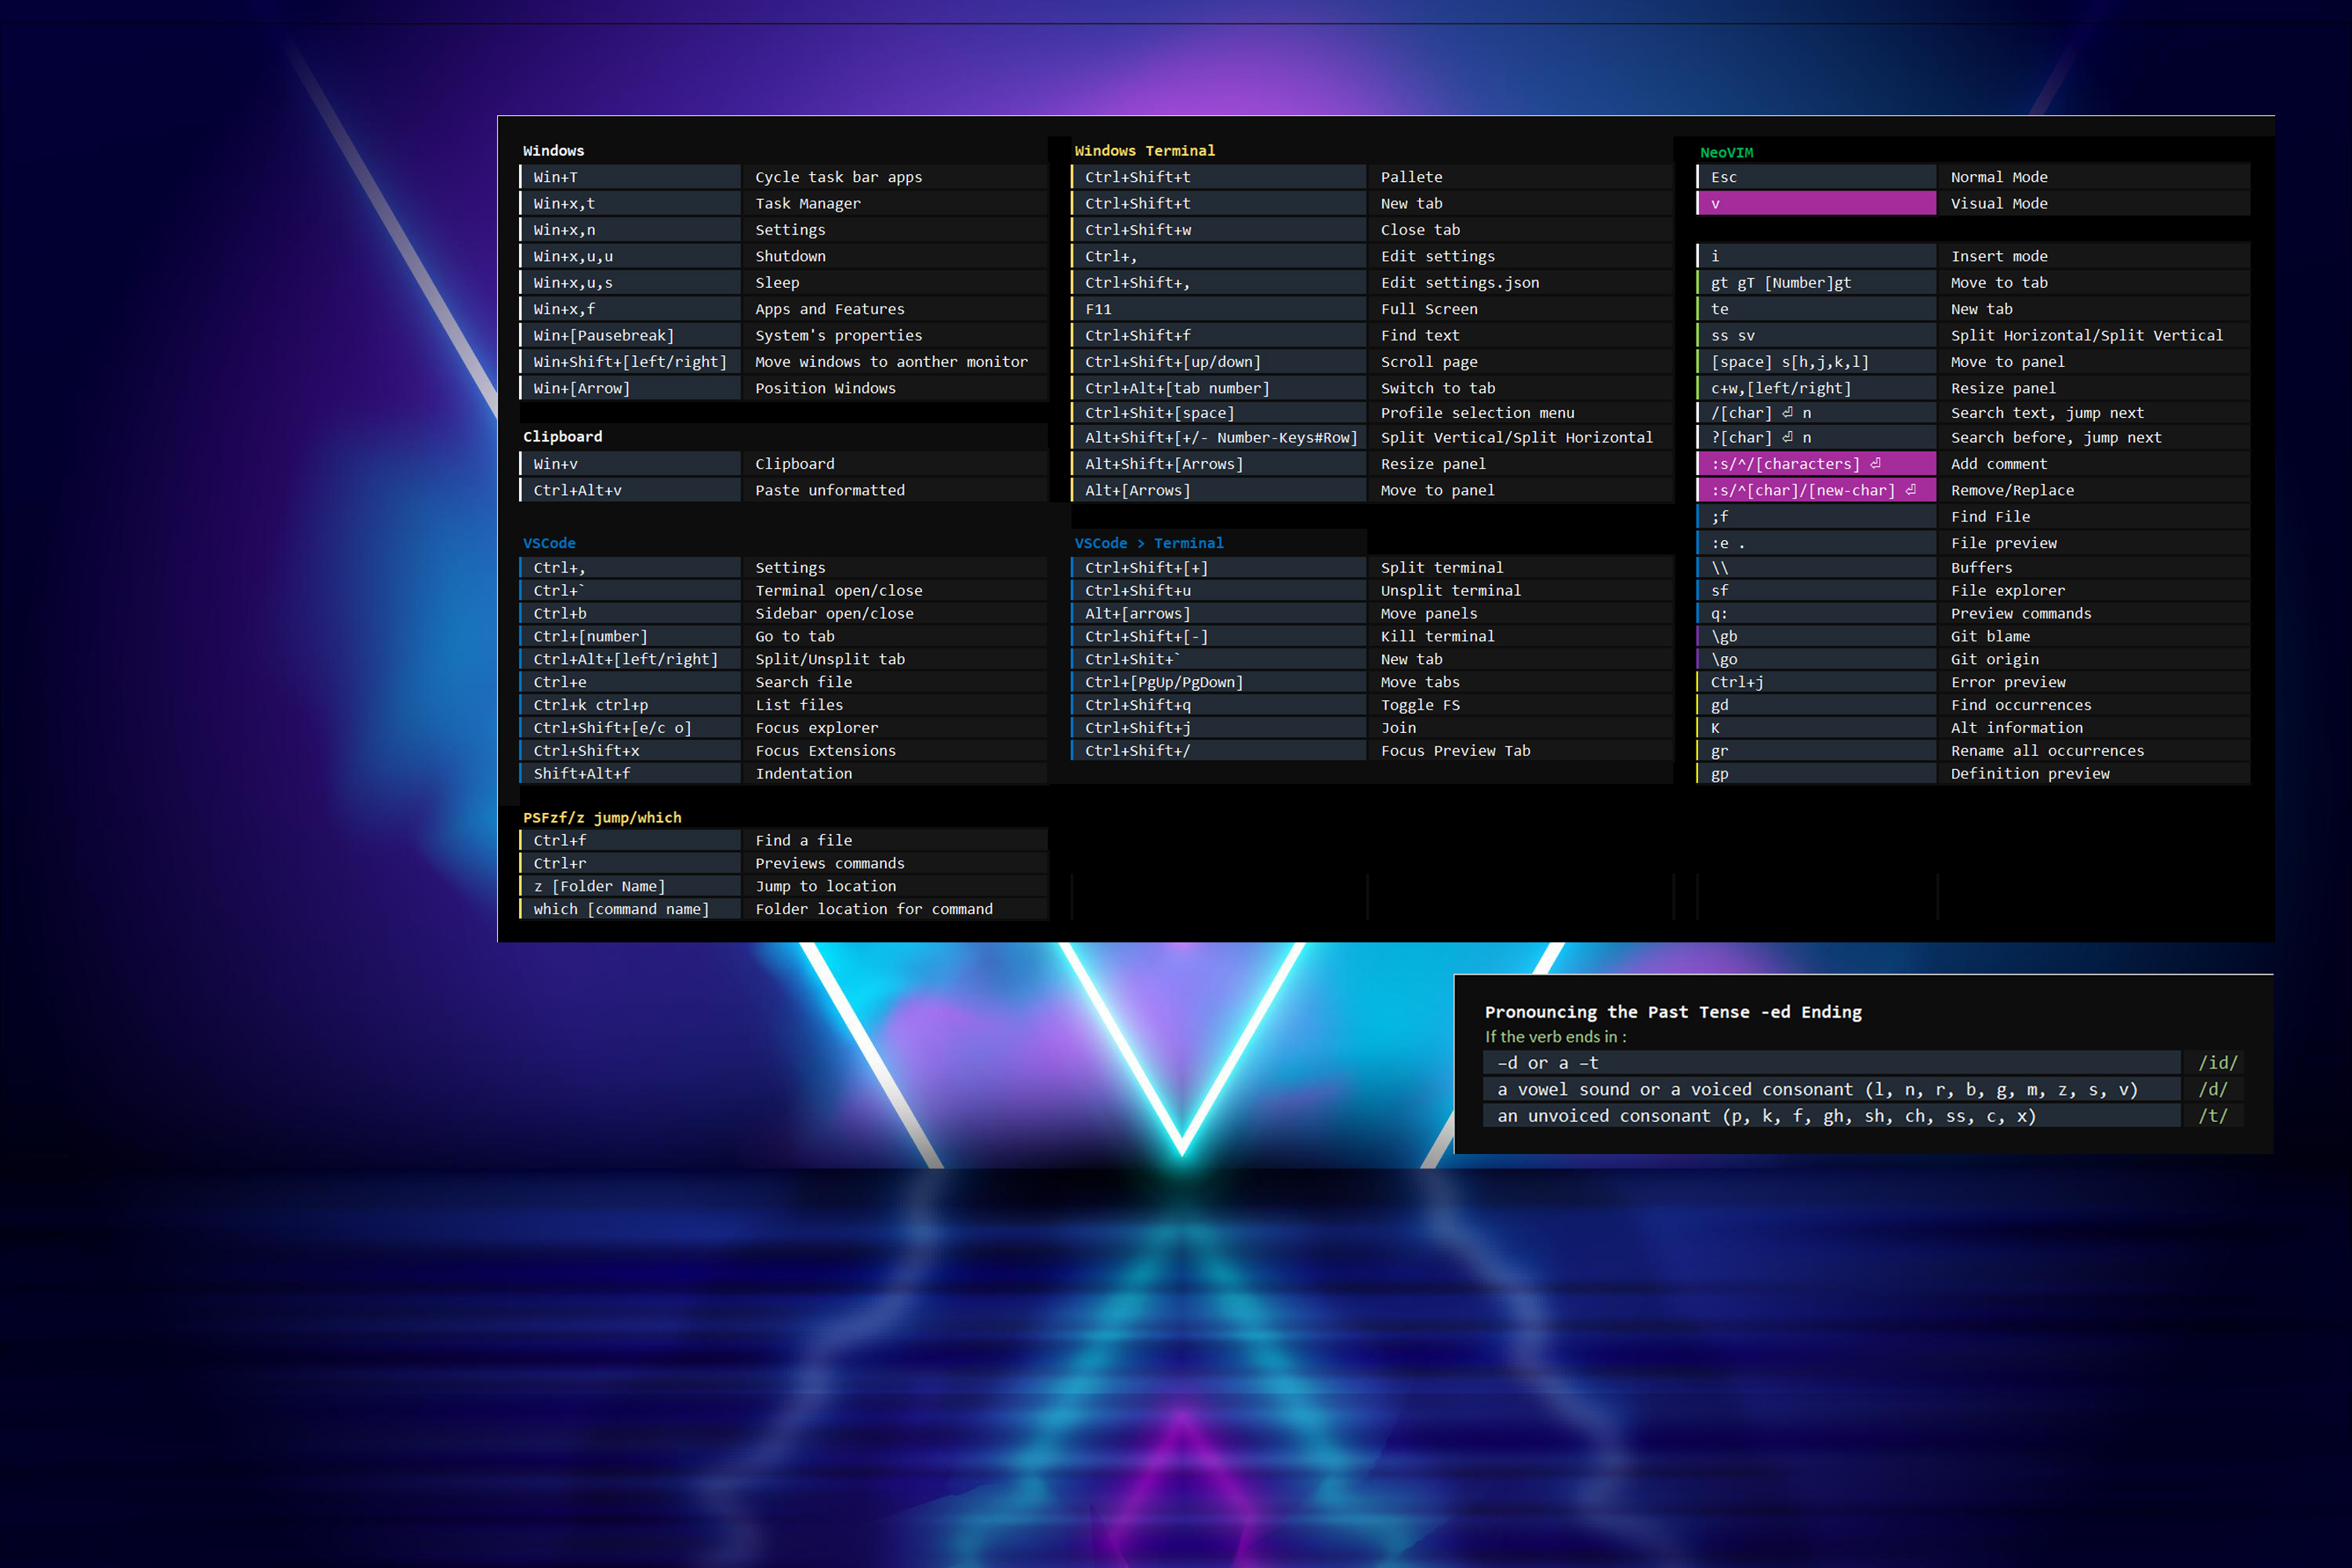 Windows
Win+T Cycle task bar apps
Win+x,t Task Manager
Win+x,n Settings
Win+x,u,u Shutdown
Win+x,u,s Sleep
Win+x,f Apps and Features
Win+[Pausebreak] System's properties
Win+Shift+[left/right] Move windows to aonther monitor
Win+[Arrow] Position Windows
Clipboard
Win+v Clipboard
Ctrl+Alt+v Paste unformatted
VSCode
Ctrl+, Settings
Ctrl+` Terminal open/close
Ctrl+b Sidebar open/close
Ctrl+[number] Go to tab
Ctrl+Alt+[left/right] Split/Unsplit tab
Ctrl+e Search file
Ctrl+k ctrl+p List files
Ctrl+Shift+[e/c o] Focus explorer
Ctrl+Shift+x Focus Extensions
Shift+Alt+f Indentation
PSFzf/z jump/which
Ctrl+f Find a file
Ctrl+r Previews commands
z [Folder Name] Jump to location
which [command name] Folder location for command
Windows Terminal
Ctrl+Shift+t Pallete
Ctrl+Shift+t New tab
Ctrl+Shift+w Close tab
Ctrl+, Edit settings
Ctrl+Shift+, Edit settings.json
F11 Full Screen
Ctrl+Shift+f Find text
Ctrl+Shift+[up/down] Scroll page
Ctrl+Alt+[tab number] Switch to tab
Ctrl+Shit+[space] Profile selection menu
Alt+Shift+[+/- Number-Keys#Row] Split Vertical/Split Horizontal
Alt+Shift+[Arrows] Resize panel
Alt+[Arrows] Move to panel
VSCode > Terminal
Ctrl+Shift+[+] Split terminal
Ctrl+Shift+u Unsplit terminal
Alt+[arrows] Move panels
Ctrl+Shift+[-] Kill terminal
Ctrl+Shit+` New tab
Ctrl+[PgUp/PgDown] Move tabs
Ctrl+Shift+q Toggle FS
Ctrl+Shift+j Join
Ctrl+Shift+/ Focus Preview Tab
NeoVIM
Esc Normal Mode
v Visual Mode
i Insert mode
gt gT [Number]gt Move to tab
te New tab
ss sv Split Horizontal/Split Vertical
[space] s[h,j,k,l] Move to panel
c+w,[left/right] Resize panel
/[char] ⏎ n Search text, jump next
?[char] ⏎ n Search before, jump next
:s/^/[characters] ⏎ Add comment
:s/^[char]/[new-char] ⏎ Remove/Replace
;f Find File
:e . File preview
\\ Buffers
sf File explorer
q: Preview commands
\gb Git blame
\go Git origin
Ctrl+j Error preview
gd Find occurrences
K Alt information
gr Rename all occurrences
gp Definition preview
Pronouncing the Past Tense -ed Ending
If the verb ends in :
–d or a –t /id/
a vowel sound or a voiced consonant (l, n, r, b, g, m, z, s, v) /d/
an unvoiced consonant (p, k, f, gh, sh, ch, ss, c, x) /t/